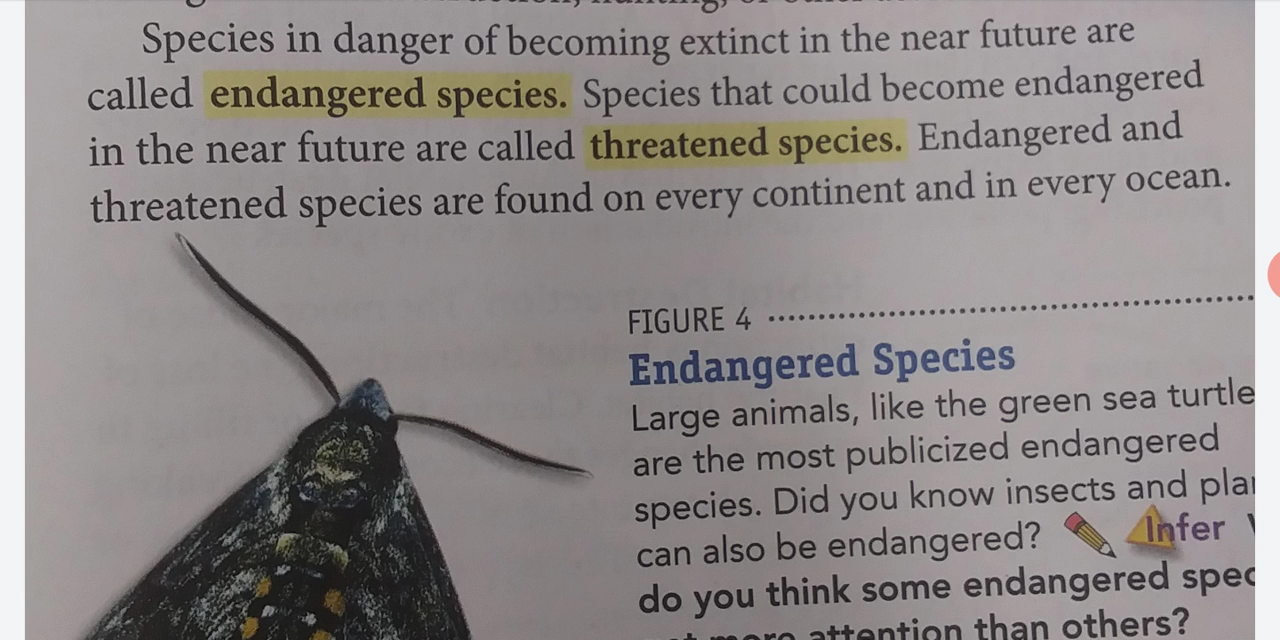 Species in danger of becoming extinct in the near future are
called endangered species. Species that could become endangered
in the near future are called threatened species. Endangered and
threatened species are found on every continent and in every ocean.
FIGURE 4
Endangered Species
Large animals, like the green sea turtle
are the most publicized endangered
species. Did you know insects and
can also be endangered? Infer
do you think some endangered
attention than others?